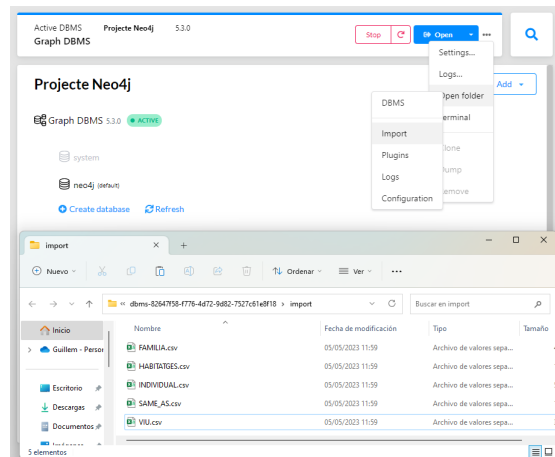 Active DBMS Projecte Neo4j 5.3.0
Graph DBMS
Stop
Open
Settings...
Logs...
Open folder
Terminal
Clone
Dump
Remove
Add
DBMS
Import
Plugins
Logs
Configuration
Projecte Neo4j
Graph DBMS 5.3.0 ACTIVE
system
neo4j (default)
Create database Refresh
import
Nuevo Ordenar Ver
« dbms-82647f58-f776-4d72-9d82-7527c61e8f18 › import Buscar en import
Inicio
Guillem - Person
Escritorio
Descargas
Documentos
Nombre Fecha de modificación Tipo Tamaño
FAMILIA.csv 05/05/2023 11:59 Archivo de valores sepa...
HABITATGES.csv 05/05/2023 11:59 Archivo de valores sepa...
INDIVIDUAL.csv 05/05/2023 11:59 Archivo de valores sepa...
SAME_AS.csv 05/05/2023 11:59 Archivo de valores sepa...
VIU.csv 05/05/2023 11:59 Archivo de valores sepa...
5 elementos